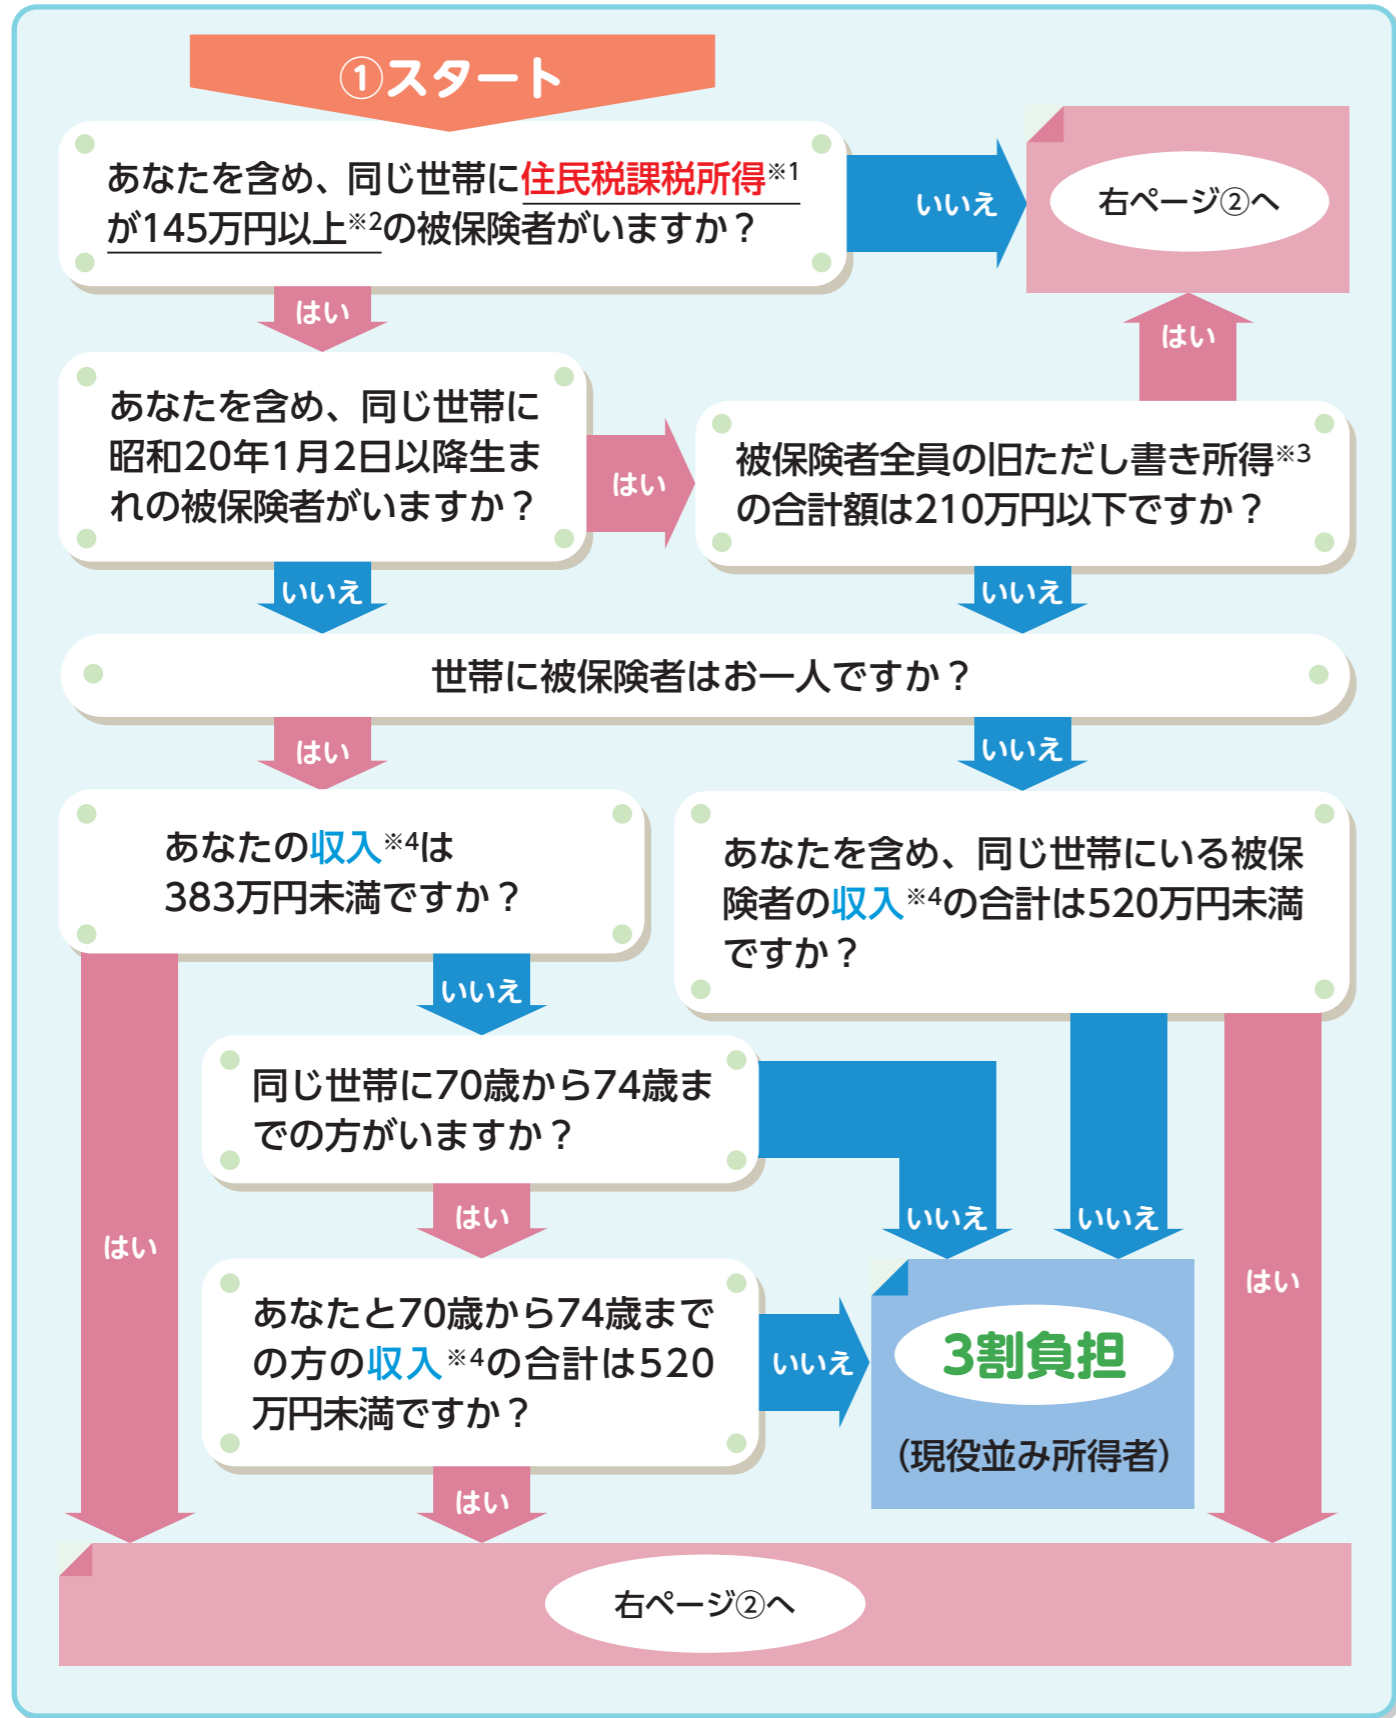 ①スタート
あなたを含め、同じ世帯に住民税課税所得※1
が145万円以上※2の被保険者がいますか？
いいえ
右ページ②へ
はい
はい
あなたを含め、同じ世帯に
昭和20年1月2日以降生ま
れの被保険者がいますか？
はい
被保険者全員の旧ただし書き所得※3
の合計額は210万円以下ですか？
いいえ
いいえ
世帯に被保険者はお一人ですか？
はい
いいえ
あなたの収入※4は
383万円未満ですか？
あなたを含め、同じ世帯にいる被保
険者の収入※4の合計は520万円未満
ですか？
いいえ
同じ世帯に70歳から74歳ま
での方がいますか？
はい
いいえ
いいえ
はい
はい
あなたと70歳から74歳まで
の方の収入※4の合計は520
万円未満ですか？
いいえ
3割負担
（現役並み所得者）
はい
右ページ②へ